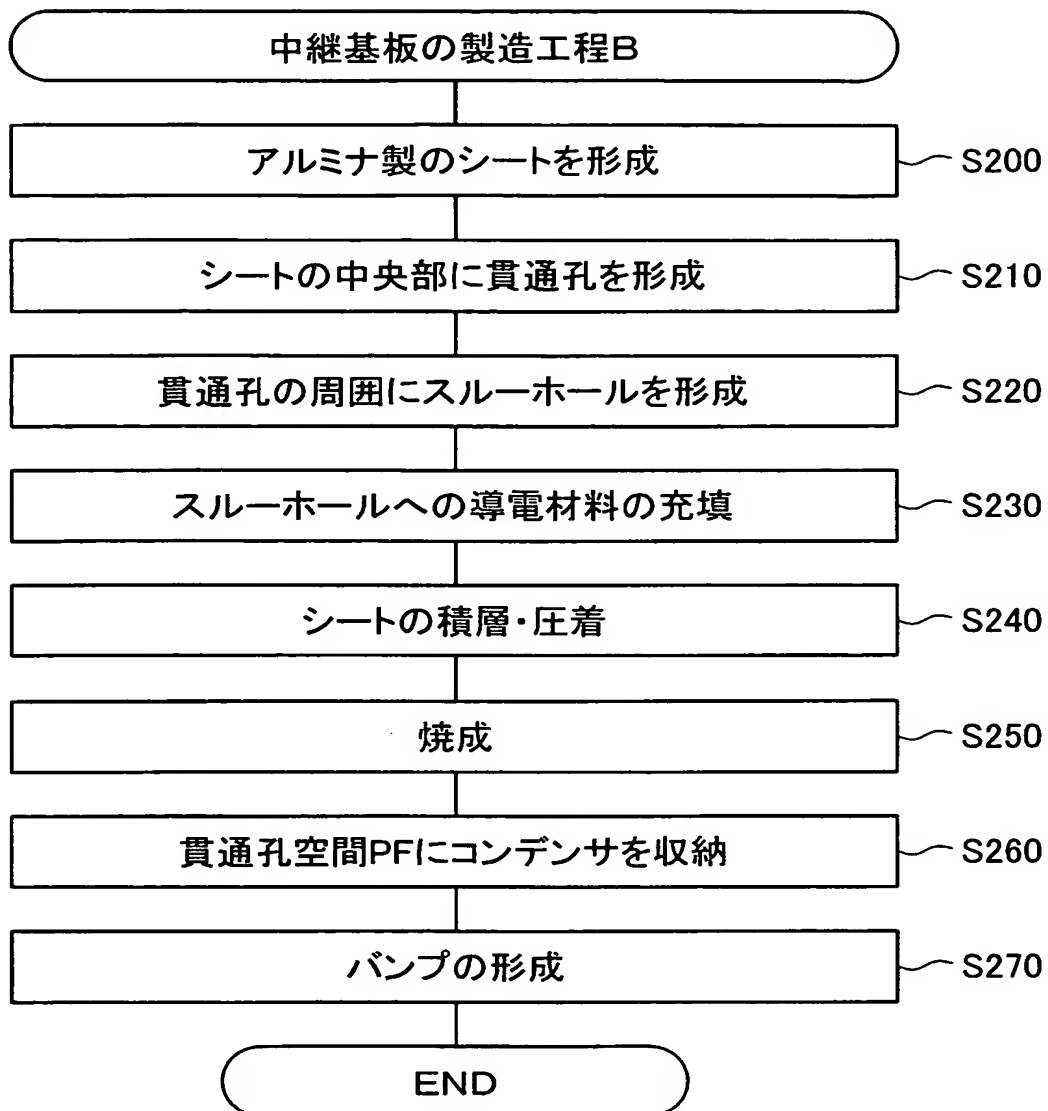 中継基板の製造工程B
アルミナ製のシートを形成 S200
シートの中央部に貫通孔を形成 S210
貫通孔の周囲にスルーホールを形成 S220
スルーホールへの導電材料の充填 S230
シートの積層・圧着 S240
焼成 S250
貫通孔空間PFにコンデンサを収納 S260
バンプの形成 S270
END